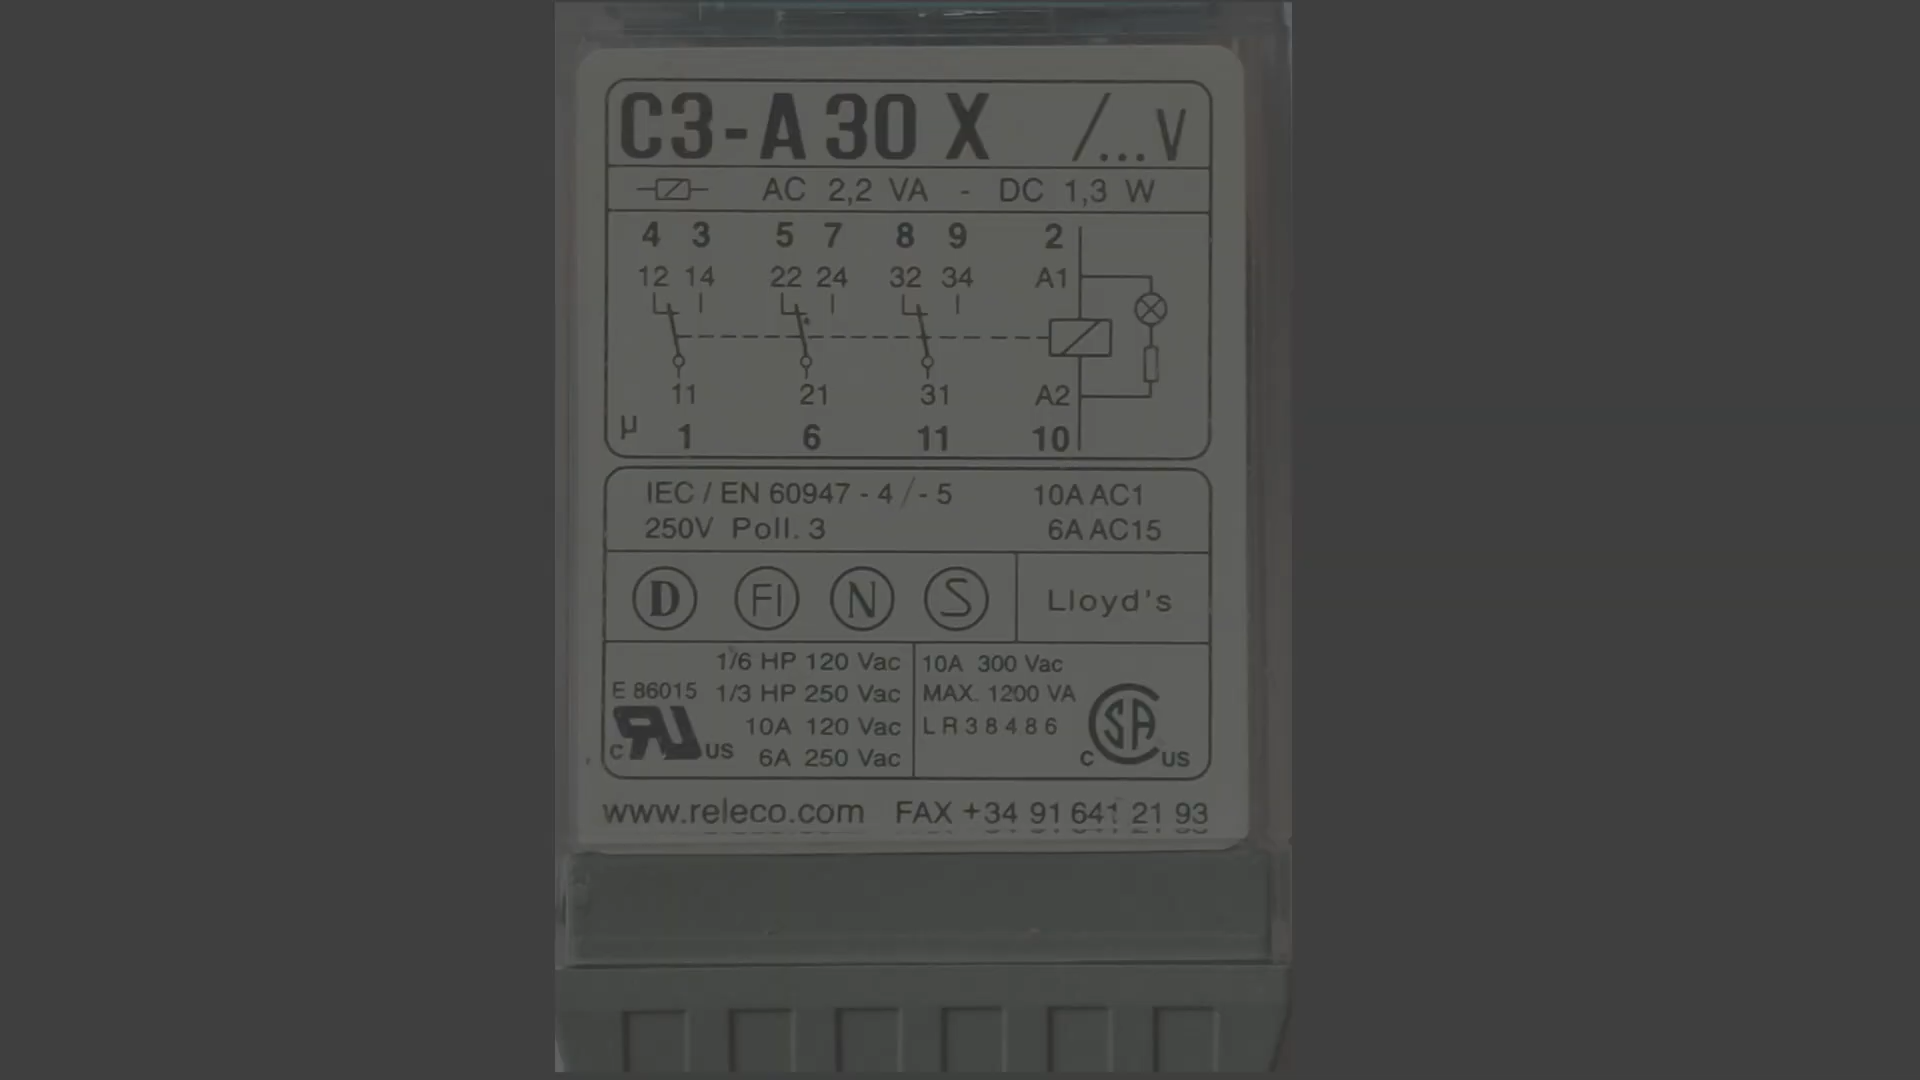 C3-A 30 X /...V
AC 2,2 VA - DC 1,3 W
4 3 5 7 8 9 2
12 14 22 24 32 34 A1
11 21 31 A2
µ 1 6 11 10
IEC / EN 60947 - 4 / - 5 10A AC1
250V Poll. 3 6A AC15
D FI N S Lloyd's
1/6 HP 120 Vac 10A 300 Vac
E 86015 1/3 HP 250 Vac MAX. 1200 VA
10A 120 Vac LR38486
C RU US 6A 250 Vac C SA US
www.releco.com FAX +34 91 641 21 93